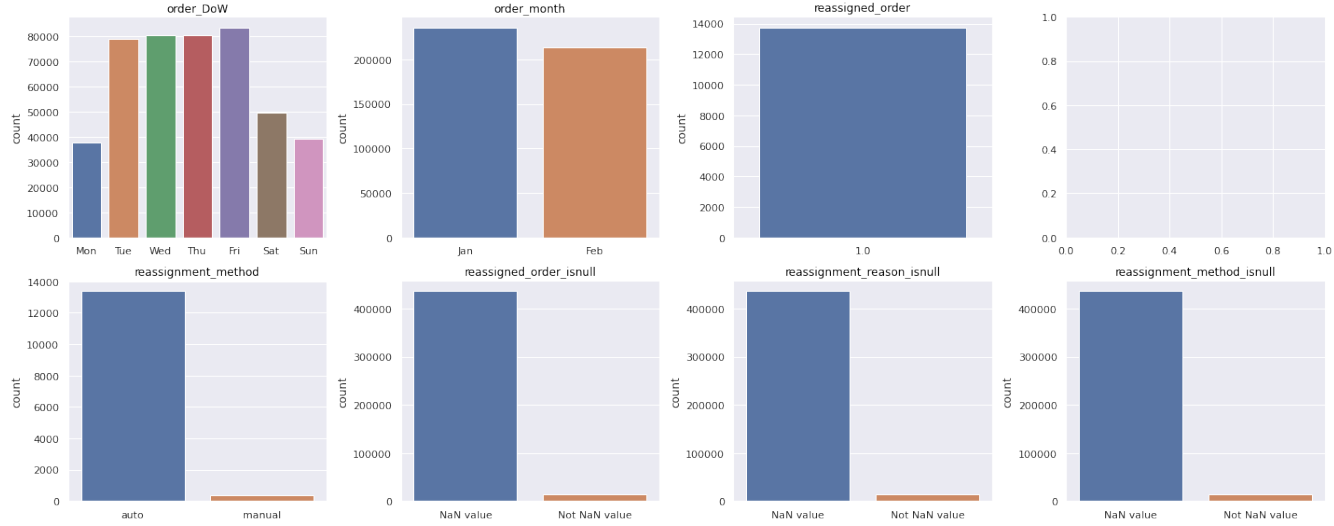 order_DoW
count
80000
70000
60000
50000
40000
30000
20000
10000
0
Mon Tue Wed Thu Fri Sat Sun
order_month
count
200000
150000
100000
50000
0
Jan Feb
reassigned_order
count
14000
12000
10000
8000
6000
4000
2000
0
1.0
1.0
0.8
0.6
0.4
0.2
0.0
0.0 0.2 0.4 0.6 0.8 1.0
reassignment_method
count
14000
12000
10000
8000
6000
4000
2000
0
auto manual
reassigned_order_isnull
count
400000
300000
200000
100000
0
NaN value Not NaN value
reassignment_reason_isnull
count
400000
300000
200000
100000
0
NaN value Not NaN value
reassignment_method_isnull
count
400000
300000
200000
100000
0
NaN value Not NaN value